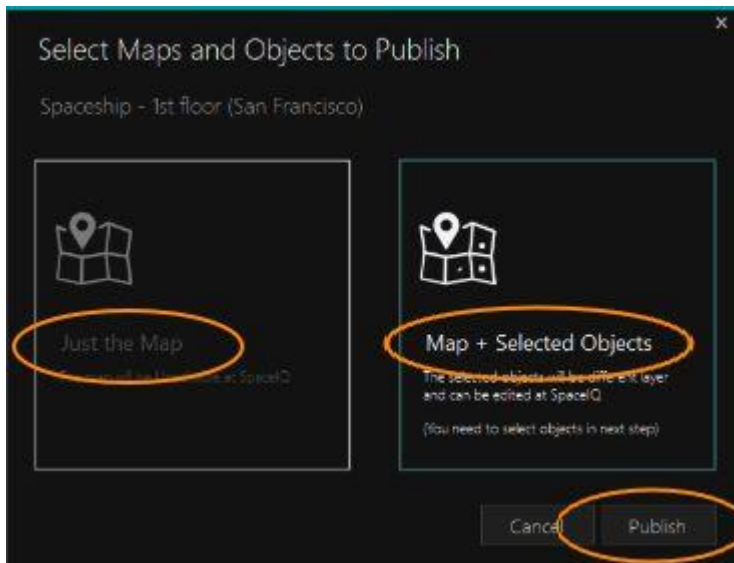 Select Maps and Objects to Publish
Spaceship - 1st floor (San Francisco)
Just the Map
at SpaceIQ
Map + Selected Objects
The selected objects will be different layer
and can be edited at SpaceIQ
(You need to select objects in next step)
Cancel
Publish